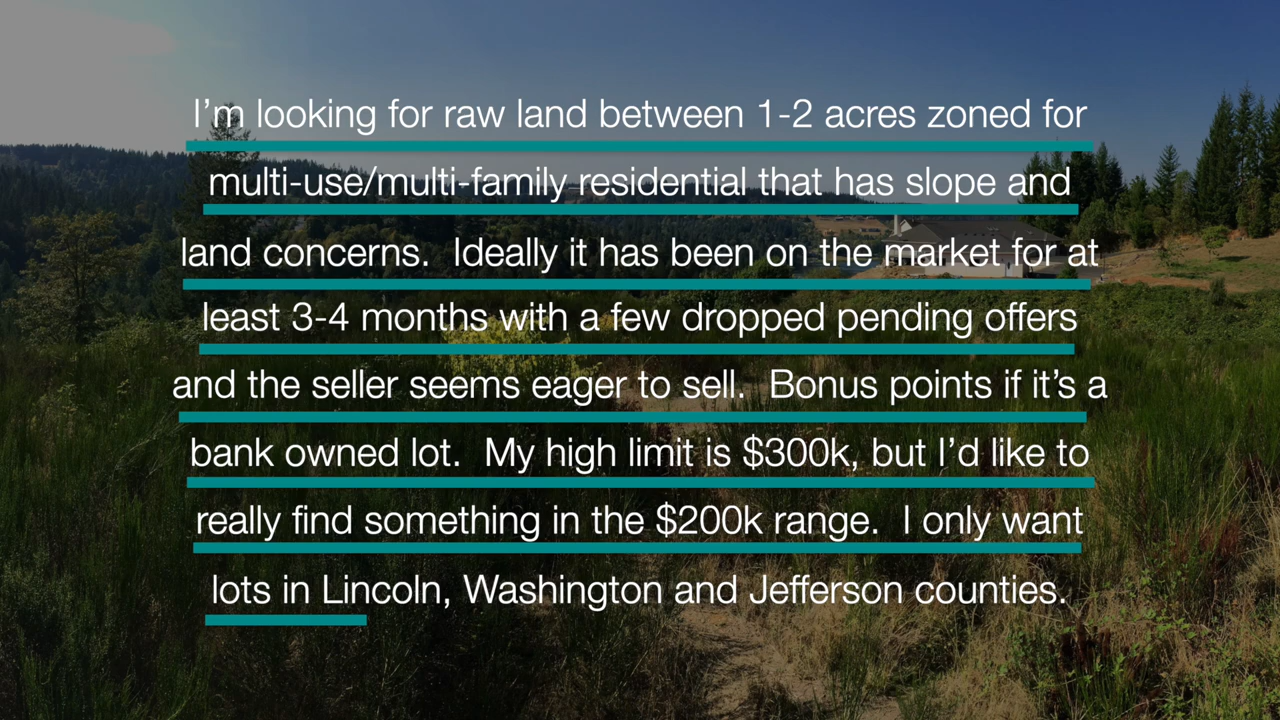 I’m looking for raw land between 1-2 acres zoned for
multi-use/multi-family residential that has slope and
land concerns.  Ideally it has been on the market for at
least 3-4 months with a few dropped pending offers
and the seller seems eager to sell.  Bonus points if it’s a
bank owned lot.  My high limit is $300k, but I’d like to
really find something in the $200k range.  I only want
lots in Lincoln, Washington and Jefferson counties.